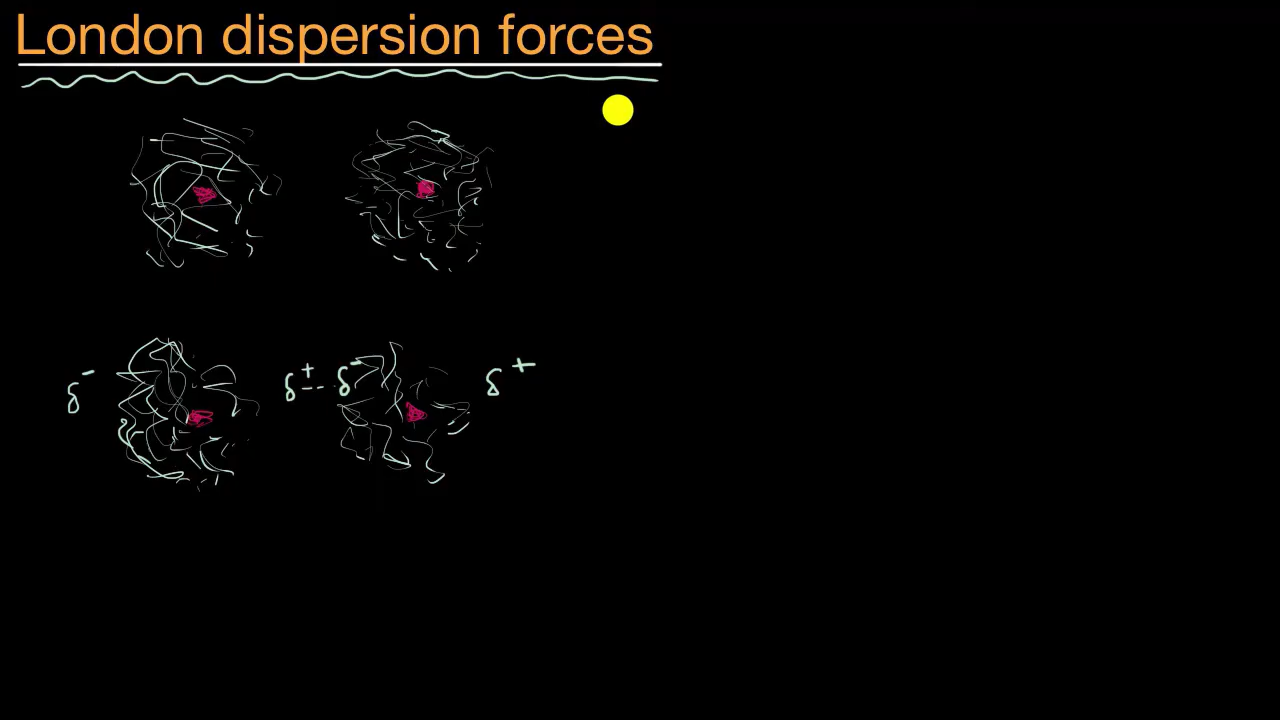 London dispersion forces
δ- δ+ -- δ- δ+